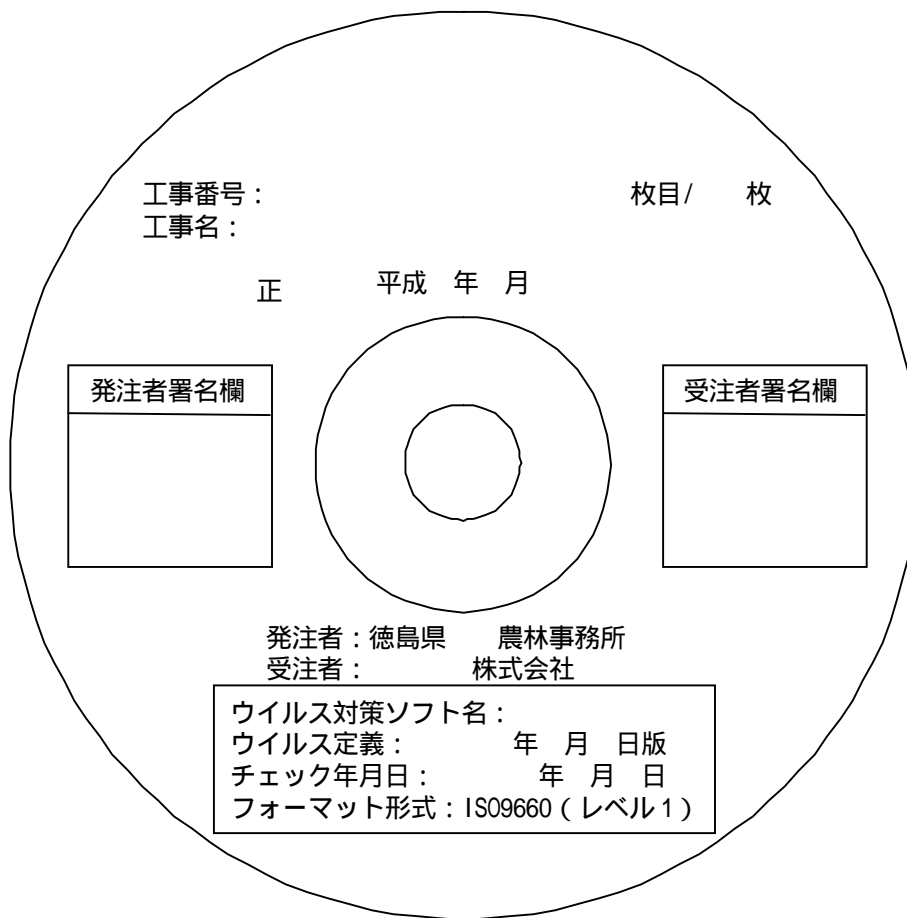 工事番号：　　　　　　　　　　　　　　枚目/　　枚
工事名：
正　　　平成　年　月
発注者署名欄　　　　　　　　　　受注者署名欄
発注者：徳島県　　農林事務所
受注者：　　　　株式会社
ウイルス対策ソフト名：
ウイルス定義：　　　　年　月　日版
チェック年月日：　　　　年　月　日
フォーマット形式：ISO9660（レベル1）